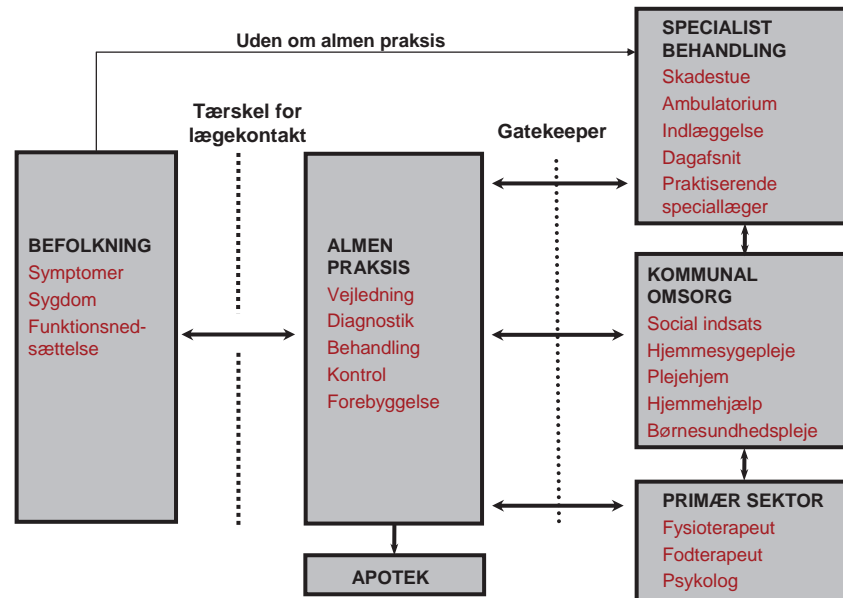 Uden om almen praksis
Tærskel for
lægekontakt
Gatekeeper
BEFOLKNING
Symptomer
Sygdom
Funktionsned-
sættelse
ALMEN
PRAKSIS
Vejledning
Diagnostik
Behandling
Kontrol
Forebyggelse
APOTEK
SPECIALIST
BEHANDLING
Skadestue
Ambulatorium
Indlæggelse
Dagafsnit
Praktiserende
speciallæger
KOMMUNAL
OMSORG
Social indsats
Hjemmesygepleje
Plejehjem
Hjemmehjælp
Børnesundhedspleje
PRIMÆR SEKTOR
Fysioterapeut
Fodterapeut
Psykolog